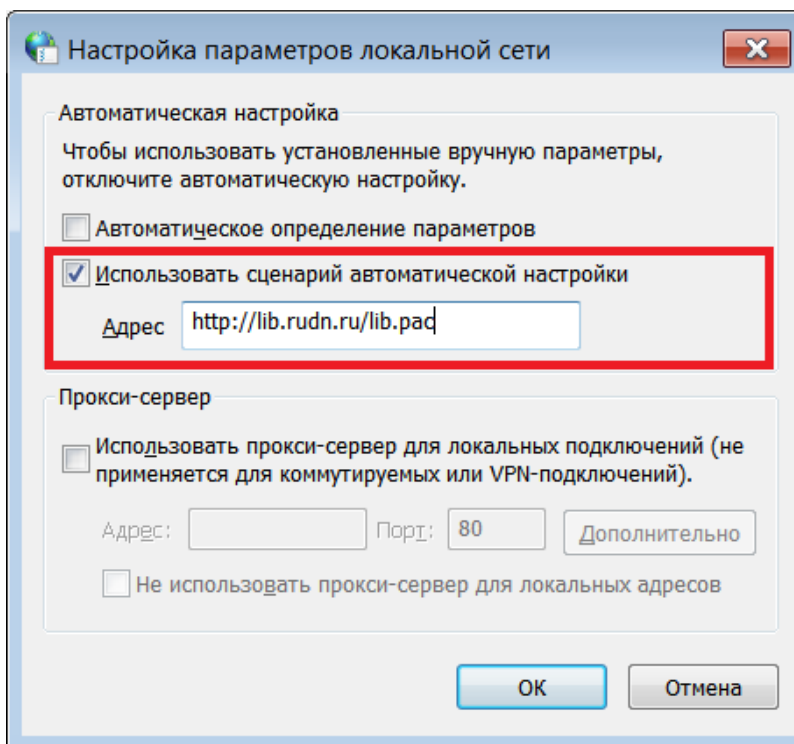 Настройка параметров локальной сети
Автоматическая настройка
Чтобы использовать установленные вручную параметры,
отключите автоматическую настройку.
Автоматическое определение параметров
Использовать сценарий автоматической настройки
Адрес http://lib.rudn.ru/lib.pac
Прокси-сервер
Использовать прокси-сервер для локальных подключений (не
применяется для коммутируемых или VPN-подключений).
Адрес: Порт: 80 Дополнительно
Не использовать прокси-сервер для локальных адресов
ОК Отмена